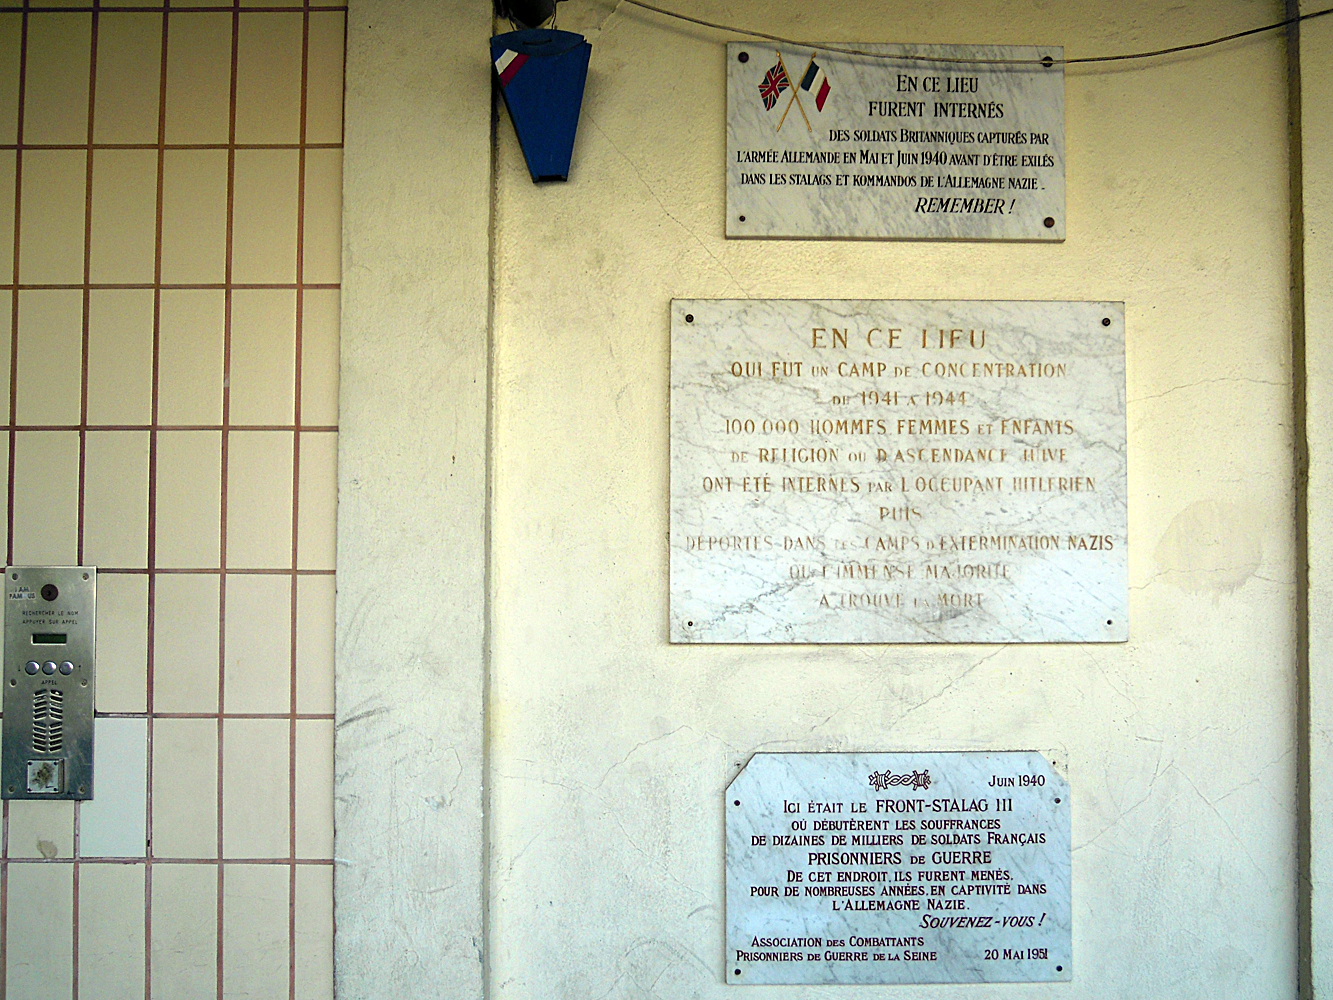 EN CE LIEU
FURENT INTERNÉS
DES SOLDATS BRITANNIQUES CAPTURÉS PAR
L'ARMÉE ALLEMANDE EN MAI ET JUIN 1940 AVANT D'ÊTRE EXILÉS
DANS LES STALAGS ET KOMMANDOS DE L'ALLEMAGNE NAZIE.
REMEMBER !
EN CE LIEU
QUI FUT UN CAMP DE CONCENTRATION
DE 1941 A 1944
100 000 HOMMES FEMMES ET ENFANTS
DE RELIGION OU D'ASCENDANCE JUIVE
ONT ETE INTERNES PAR L'OCCUPANT HITLERIEN
PUIS
DEPORTES DANS LES CAMPS D'EXTERMINATION NAZIS
OU L'IMMENSE MAJORITE
A TROUVE LA MORT
JUIN 1940
ICI ÉTAIT LE FRONT-STALAG III
OÙ DÉBUTÈRENT LES SOUFFRANCES
DE DIZAINES DE MILLIERS DE SOLDATS FRANÇAIS
PRISONNIERS DE GUERRE
DE CET ENDROIT, ILS FURENT MENÉS.
POUR DE NOMBREUSES ANNÉES. EN CAPTIVITÉ DANS
L'ALLEMAGNE NAZIE.
SOUVENEZ-VOUS !
ASSOCIATION DES COMBATTANTS
PRISONNIERS DE GUERRE DE LA SEINE
20 MAI 1951
RECHERCHER LE NOM
APPUYER SUR APPEL
APPEL